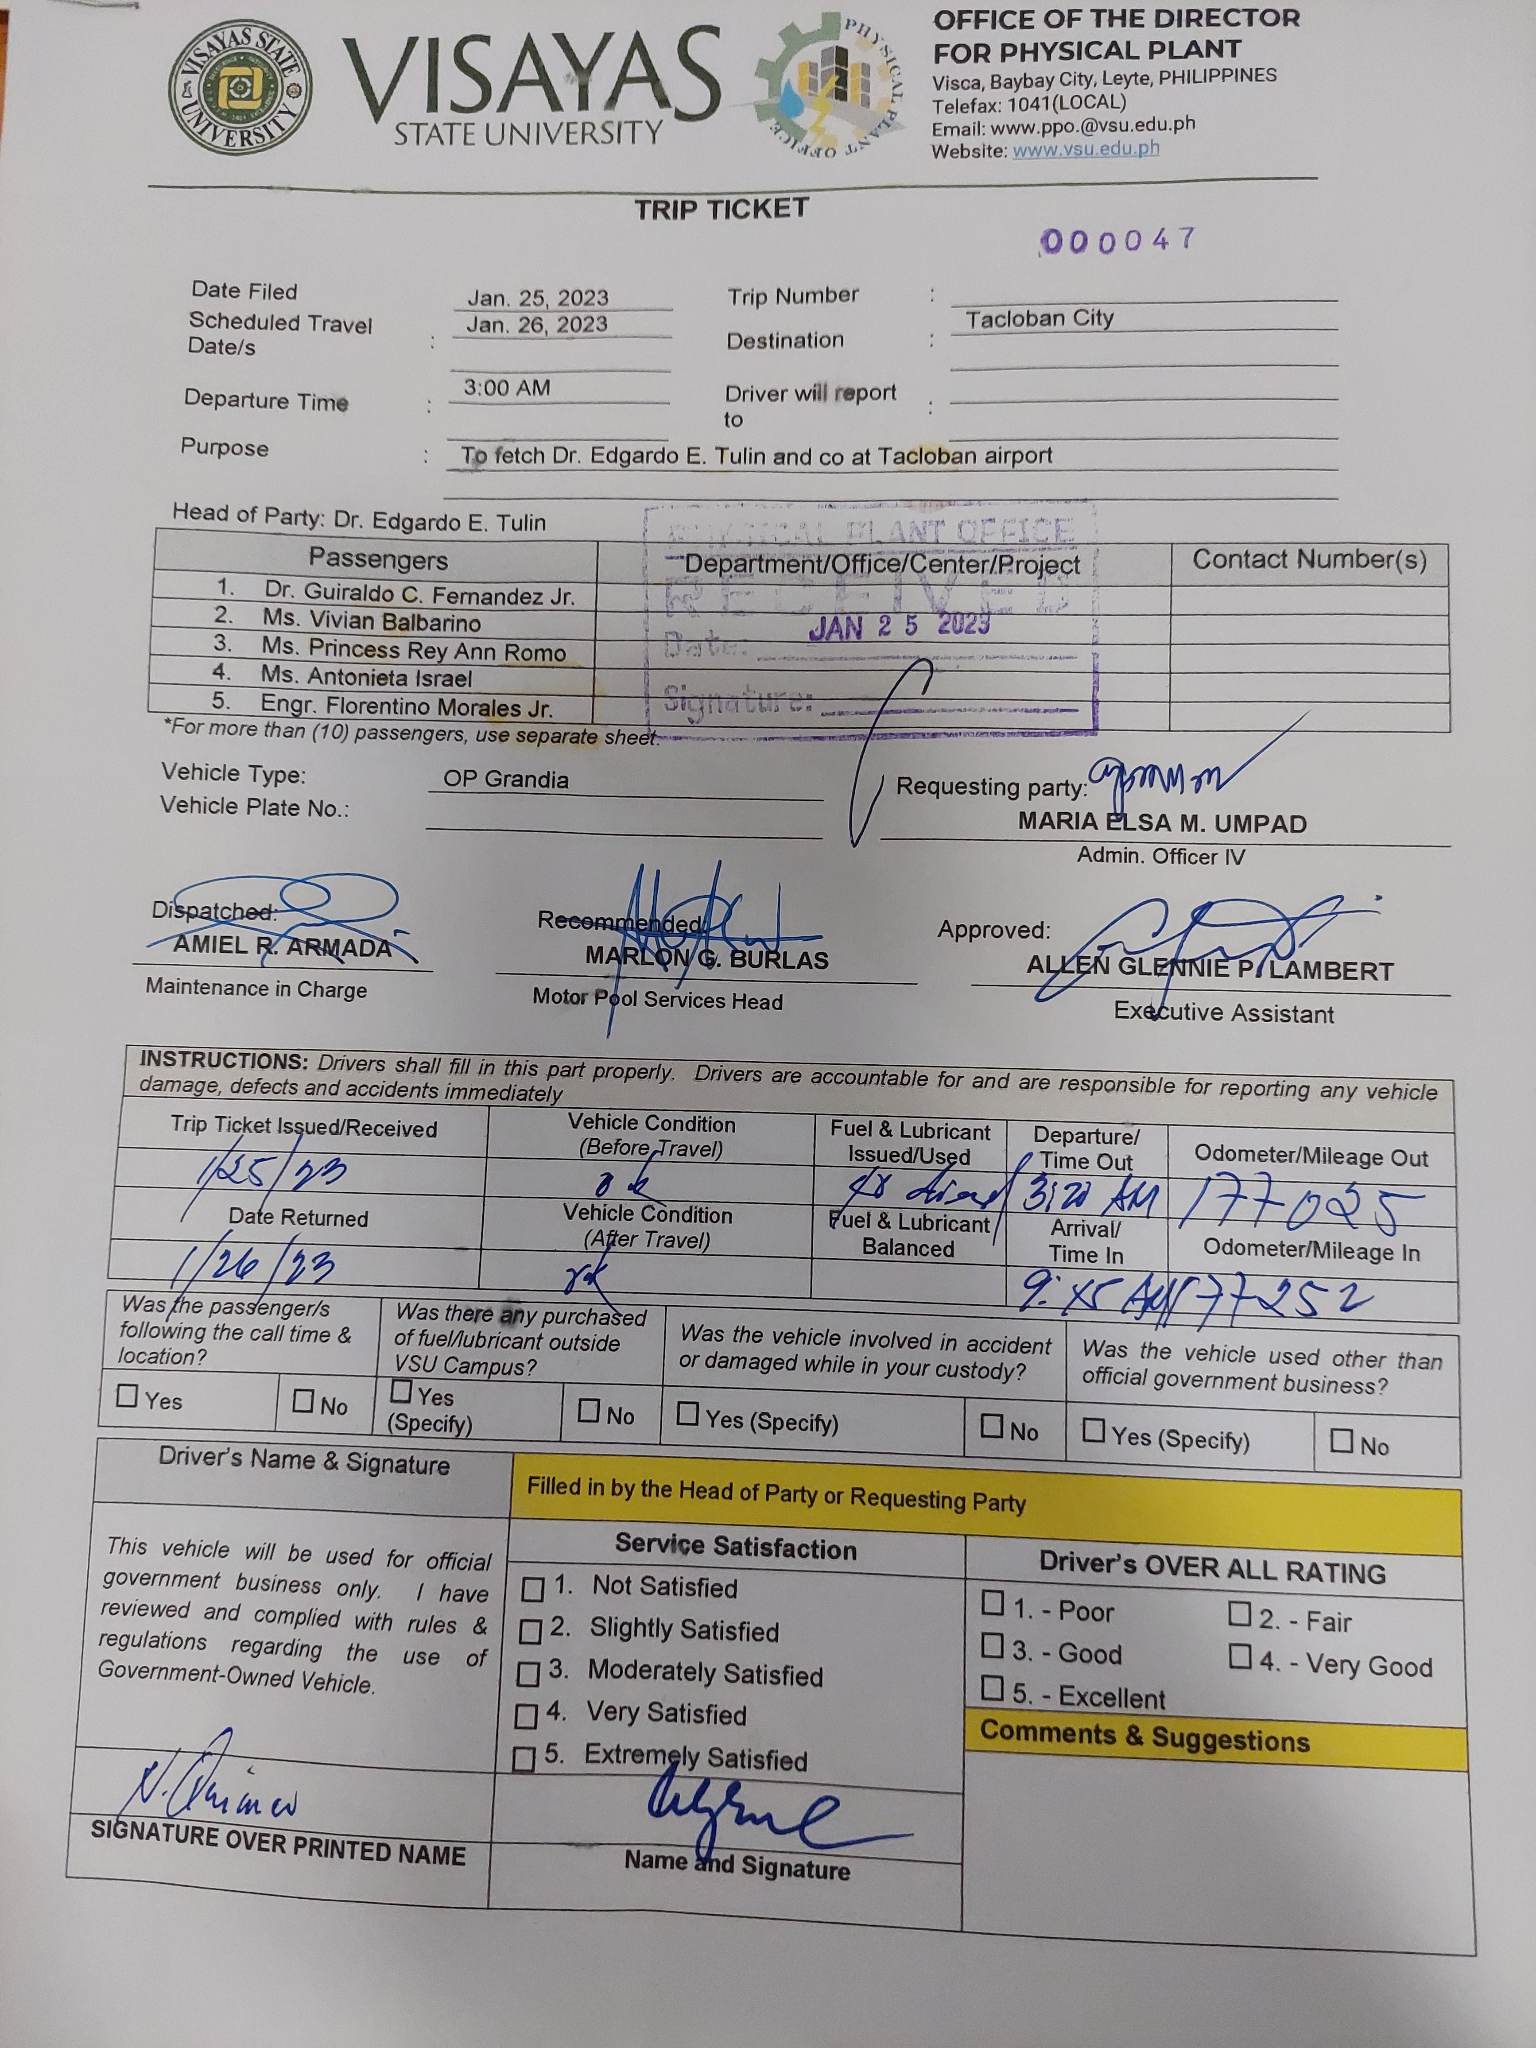 VISAYAS STATE UNIVERSITY
VISAYAS
STATE UNIVERSITY
PHYSICAL PLANT OFFICE
OFFICE OF THE DIRECTOR
FOR PHYSICAL PLANT
Visca, Baybay City, Leyte, PHILIPPINES
Telefax: 1041(LOCAL)
Email: www.ppo.@vsu.edu.ph
Website: www.vsu.edu.ph
TRIP TICKET
000047
Date Filed Jan. 25, 2023 Trip Number :
Scheduled Travel Date/s : Jan. 26, 2023 Destination : Tacloban City
Departure Time : 3:00 AM Driver will report to :
Purpose : To fetch Dr. Edgardo E. Tulin and co at Tacloban airport
Head of Party: Dr. Edgardo E. Tulin
PHYSICAL PLANT OFFICE
RECEIVED
Date: JAN 25 2023
Signature:
Passengers Department/Office/Center/Project Contact Number(s)
1. Dr. Guiraldo C. Fernandez Jr.
2. Ms. Vivian Balbarino
3. Ms. Princess Rey Ann Romo
4. Ms. Antonieta Israel
5. Engr. Florentino Morales Jr.
*For more than (10) passengers, use separate sheet.
Vehicle Type: OP Grandia Requesting party:
Vehicle Plate No.: MARIA ELSA M. UMPAD
Admin. Officer IV
Dispatched: Recommended: Approved:
AMIEL R. ARMADA MARLON G. BURLAS ALLEN GLENNIE P. LAMBERT
Maintenance in Charge Motor Pool Services Head Executive Assistant
INSTRUCTIONS: Drivers shall fill in this part properly. Drivers are accountable for and are responsible for reporting any vehicle
damage, defects and accidents immediately
Trip Ticket Issued/Received Vehicle Condition (Before Travel) Fuel & Lubricant Issued/Used Departure/ Time Out Odometer/Mileage Out
1/25/23 ok 3:20 AM 177025
Date Returned Vehicle Condition (After Travel) Fuel & Lubricant Balanced Arrival/ Time In Odometer/Mileage In
1/26/23 ok 9:45 AM 177252
Was the passenger/s following the call time & location? Was there any purchased of fuel/lubricant outside VSU Campus? Was the vehicle involved in accident or damaged while in your custody? Was the vehicle used other than official government business?
Yes No Yes (Specify) No Yes (Specify) No Yes (Specify) No
Driver's Name & Signature
Filled in by the Head of Party or Requesting Party
This vehicle will be used for official
government business only. I have
reviewed and complied with rules &
regulations regarding the use of
Government-Owned Vehicle.
SIGNATURE OVER PRINTED NAME
Service Satisfaction
1. Not Satisfied
2. Slightly Satisfied
3. Moderately Satisfied
4. Very Satisfied
5. Extremely Satisfied
Name and Signature
Driver's OVER ALL RATING
1. - Poor 2. - Fair
3. - Good 4. - Very Good
5. - Excellent
Comments & Suggestions